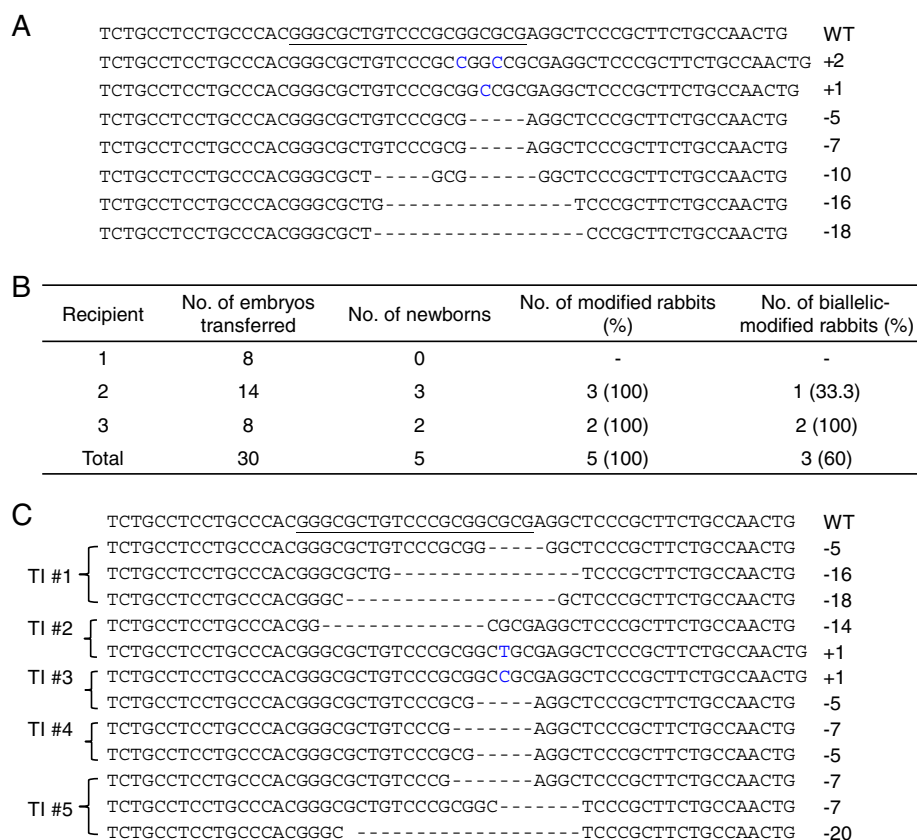 A
TCTGCCTCCTGCCCACGGGCGCTGTCCCGCGGCGCGAGGCTCCCGCTTCTGCCAACTG WT
TCTGCCTCCTGCCCACGGGCGCTGTCCCGCCGGCCGCGAGGCTCCCGCTTCTGCCAACTG +2
TCTGCCTCCTGCCCACGGGCGCTGTCCCGCGGCCGCGAGGCTCCCGCTTCTGCCAACTG +1
TCTGCCTCCTGCCCACGGGCGCTGTCCCGCG-----AGGCTCCCGCTTCTGCCAACTG -5
TCTGCCTCCTGCCCACGGGCGCTGTCCCGCG-----AGGCTCCCGCTTCTGCCAACTG -7
TCTGCCTCCTGCCCACGGGCGCT-----GCG------GGCTCCCGCTTCTGCCAACTG -10
TCTGCCTCCTGCCCACGGGCGCTG----------------TCCCGCTTCTGCCAACTG -16
TCTGCCTCCTGCCCACGGGCGCT------------------CCCGCTTCTGCCAACTG -18
B
Recipient No. of embryos transferred No. of newborns No. of modified rabbits (%) No. of biallelic-modified rabbits (%)
1 8 0 - -
2 14 3 3 (100) 1 (33.3)
3 8 2 2 (100) 2 (100)
Total 30 5 5 (100) 3 (60)
C
TCTGCCTCCTGCCCACGGGCGCTGTCCCGCGGCGCGAGGCTCCCGCTTCTGCCAACTG WT
TI #1
TCTGCCTCCTGCCCACGGGCGCTGTCCCGCGG-----GGCTCCCGCTTCTGCCAACTG -5
TCTGCCTCCTGCCCACGGGCGCTG----------------TCCCGCTTCTGCCAACTG -16
TCTGCCTCCTGCCCACGGGC------------------GCTCCCGCTTCTGCCAACTG -18
TI #2
TCTGCCTCCTGCCCACGG--------------CGCGAGGCTCCCGCTTCTGCCAACTG -14
TCTGCCTCCTGCCCACGGGCGCTGTCCCGCGGCTGCGAGGCTCCCGCTTCTGCCAACTG +1
TI #3
TCTGCCTCCTGCCCACGGGCGCTGTCCCGCGGCCGCGAGGCTCCCGCTTCTGCCAACTG +1
TCTGCCTCCTGCCCACGGGCGCTGTCCCGCG-----AGGCTCCCGCTTCTGCCAACTG -5
TI #4
TCTGCCTCCTGCCCACGGGCGCTGTCCCG-------AGGCTCCCGCTTCTGCCAACTG -7
TCTGCCTCCTGCCCACGGGCGCTGTCCCGCG-----AGGCTCCCGCTTCTGCCAACTG -5
TI #5
TCTGCCTCCTGCCCACGGGCGCTGTCCCG-------AGGCTCCCGCTTCTGCCAACTG -7
TCTGCCTCCTGCCCACGGGCGCTGTCCCGCGGC-------TCCCGCTTCTGCCAACTG -7
TCTGCCTCCTGCCCACGGGC -------------------TCCCGCTTCTGCCAACTG -20